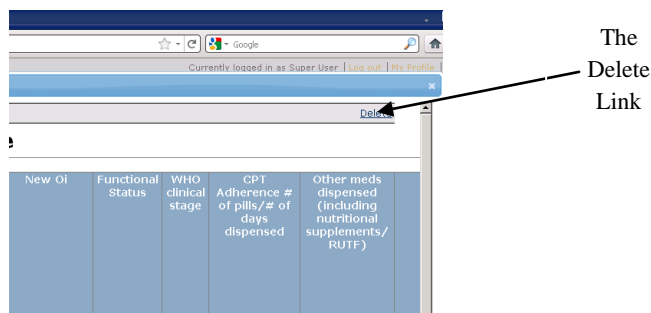 Google
Currently logged in as Super User | Log out | My Profile |
Delete
e
New Oi
Functional
Status
WHO
clinical
stage
CPT
Adherence #
of pills/# of
days
dispensed
Other meds
dispensed
(including
nutritional
supplements/
RUTF)
The
Delete
Link